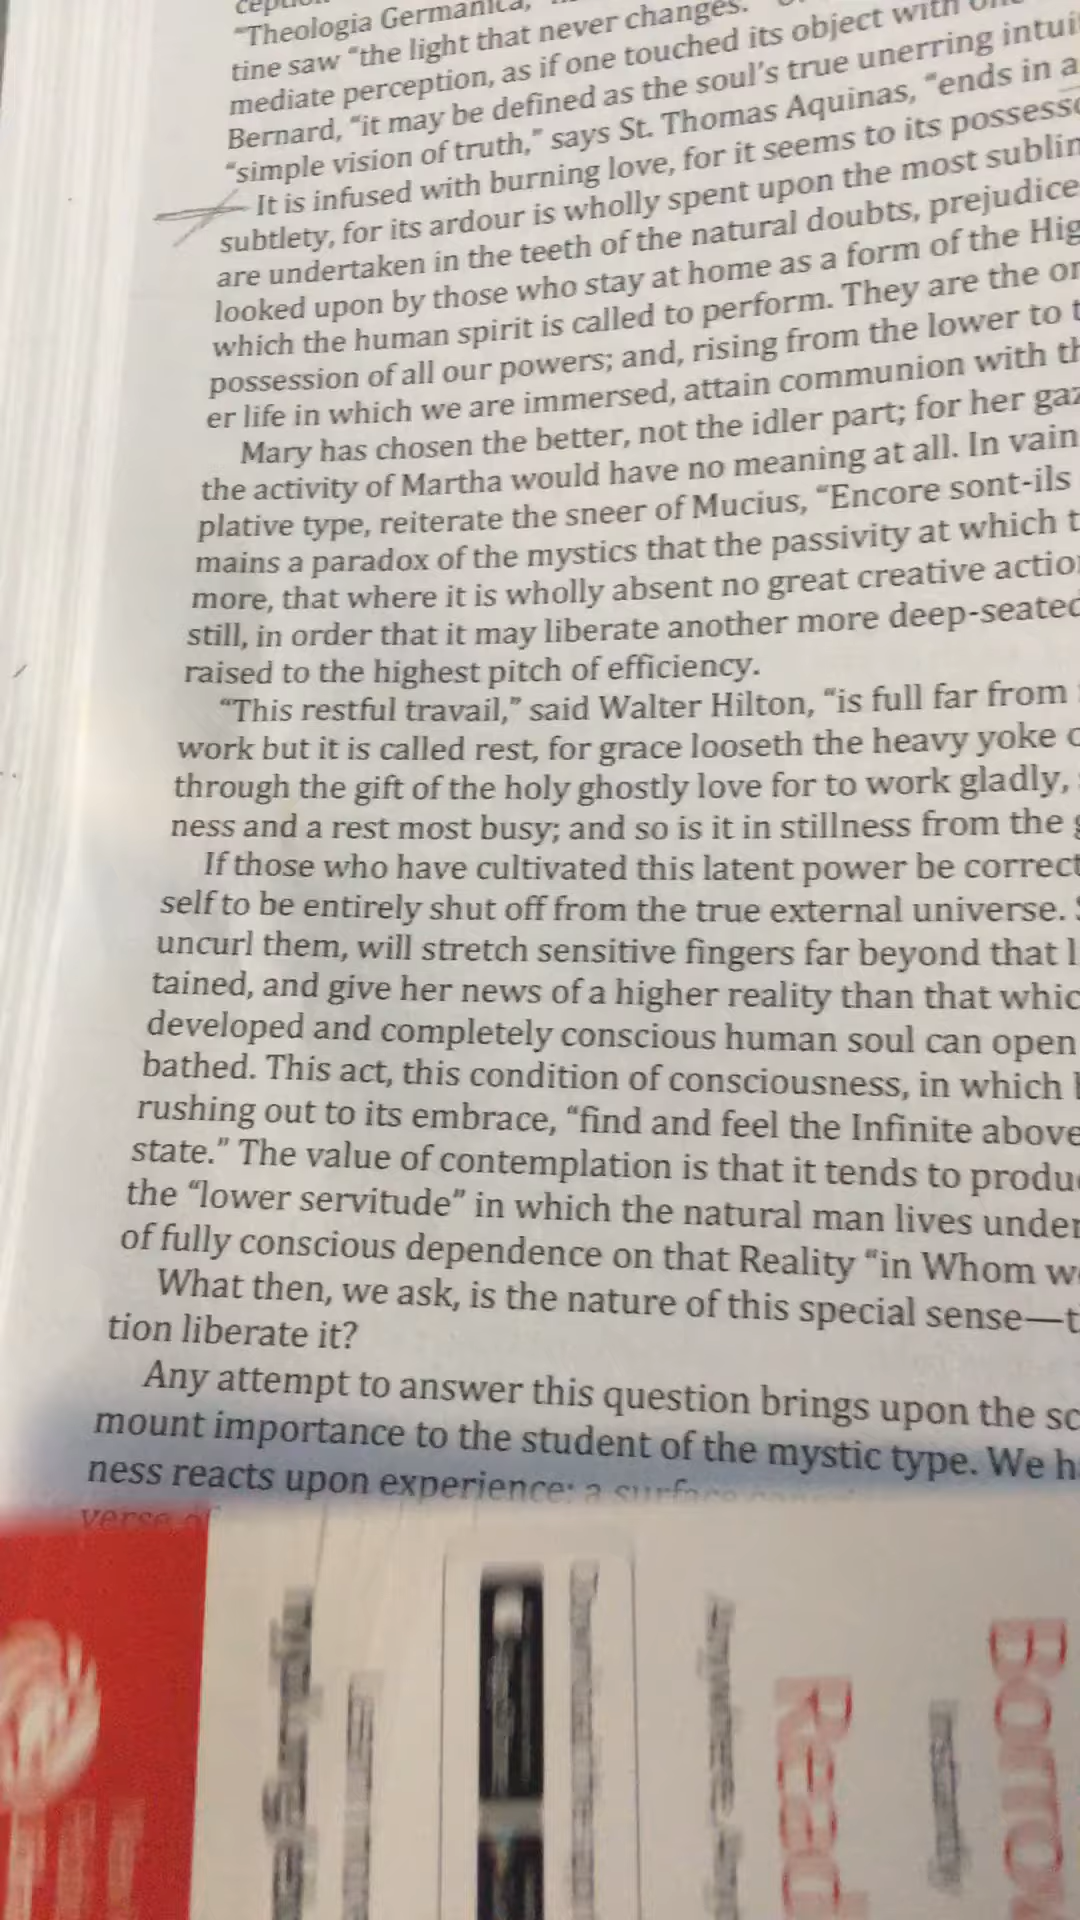 "Theologia Germanica,
tine saw "the light that never changes."
mediate perception, as if one touched its object with
Bernard, "it may be defined as the soul's true unerring intui
"simple vision of truth," says St. Thomas Aquinas, "ends in a
It is infused with burning love, for it seems to its possess
subtlety, for its ardour is wholly spent upon the most sublim
are undertaken in the teeth of the natural doubts, prejudice
looked upon by those who stay at home as a form of the Hig
which the human spirit is called to perform. They are the on
possession of all our powers; and, rising from the lower to t
er life in which we are immersed, attain communion with th
Mary has chosen the better, not the idler part; for her gaz
the activity of Martha would have no meaning at all. In vain
plative type, reiterate the sneer of Mucius, "Encore sont-ils
mains a paradox of the mystics that the passivity at which t
more, that where it is wholly absent no great creative actio
still, in order that it may liberate another more deep-seated
raised to the highest pitch of efficiency.
"This restful travail," said Walter Hilton, "is full far from
work but it is called rest, for grace looseth the heavy yoke o
through the gift of the holy ghostly love for to work gladly,
ness and a rest most busy; and so is it in stillness from the g
If those who have cultivated this latent power be correct
self to be entirely shut off from the true external universe.
uncurl them, will stretch sensitive fingers far beyond that l
tained, and give her news of a higher reality than that whic
developed and completely conscious human soul can open
bathed. This act, this condition of consciousness, in which
rushing out to its embrace, "find and feel the Infinite above
state." The value of contemplation is that it tends to produ
the "lower servitude" in which the natural man lives under
of fully conscious dependence on that Reality "in Whom we
What then, we ask, is the nature of this special sense—t
tion liberate it?
Any attempt to answer this question brings upon the sc
mount importance to the student of the mystic type. We h
ness reacts upon experience: a surface
verse of
Read
Borrow